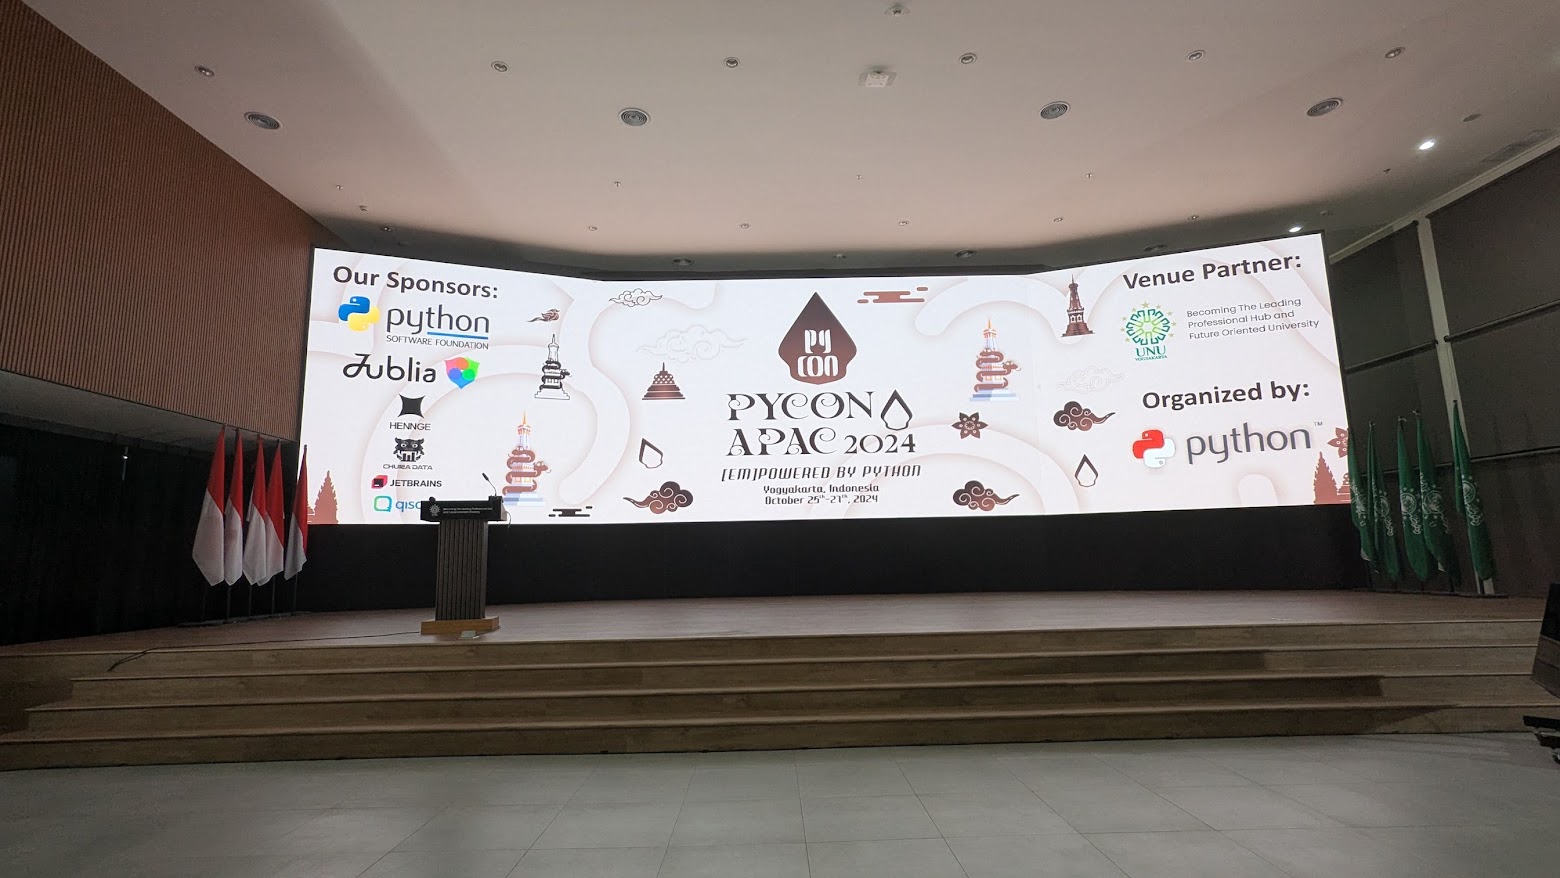 Our Sponsors:
python
SOFTWARE FOUNDATION
Jublia
HENNGE
CHURA DATA
JETBRAINS
PY
CON
PYCON
APAC 2024
[EM]POWERED BY PYTHON
Yogyakarta, Indonesia
October 25th-27th, 2024
Venue Partner:
UNU
YOGYAKARTA
Becoming The Leading
Professional Hub and
Future Oriented University
Organized by:
python™